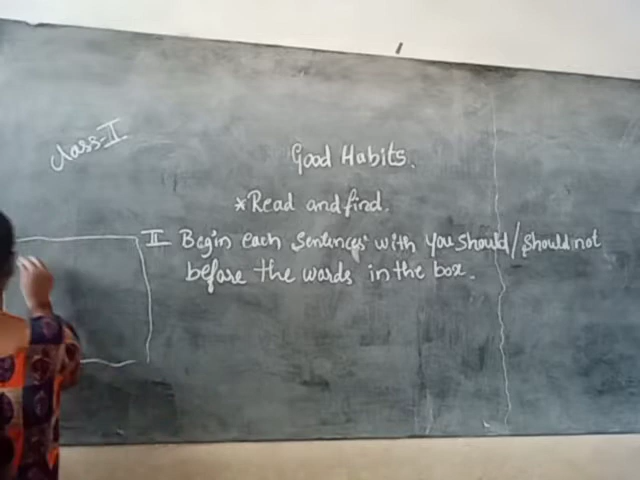 Class-II
Good Habits.
*Read and find.
II Begin each sentences with you should/should not
before the words in the box.